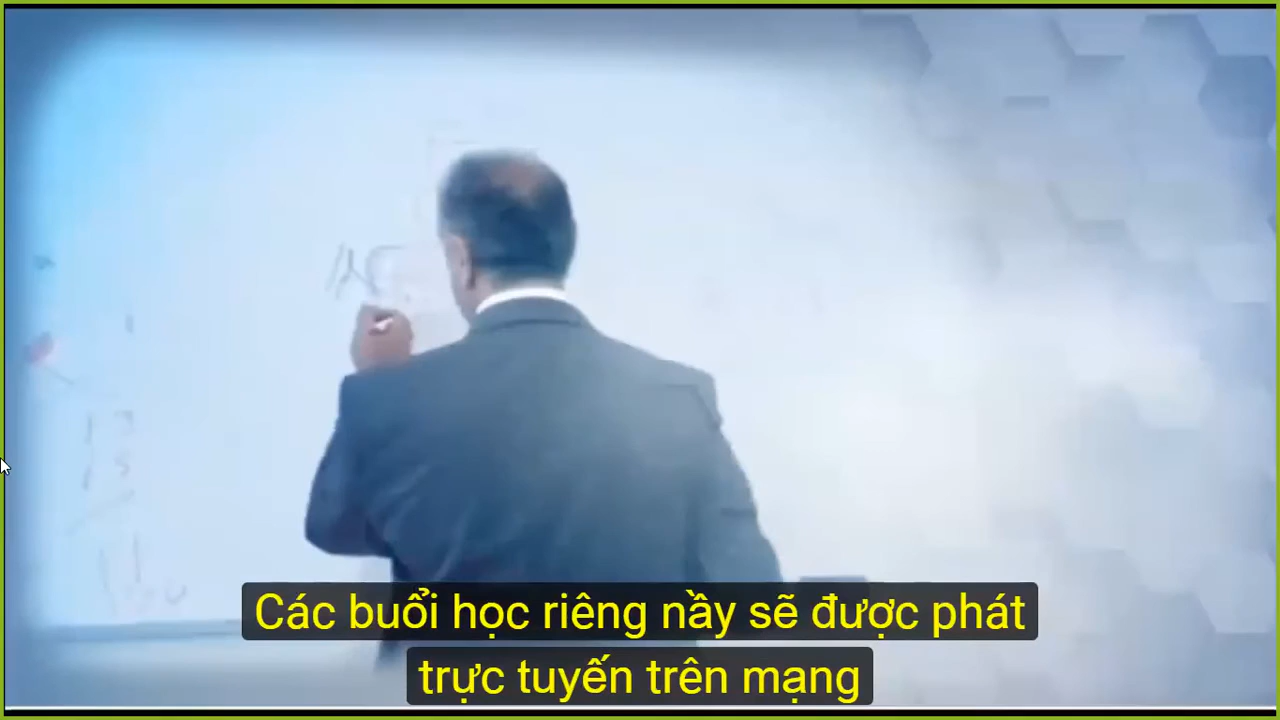 Các buổi học riêng nầy sẽ được phát
trực tuyến trên mạng